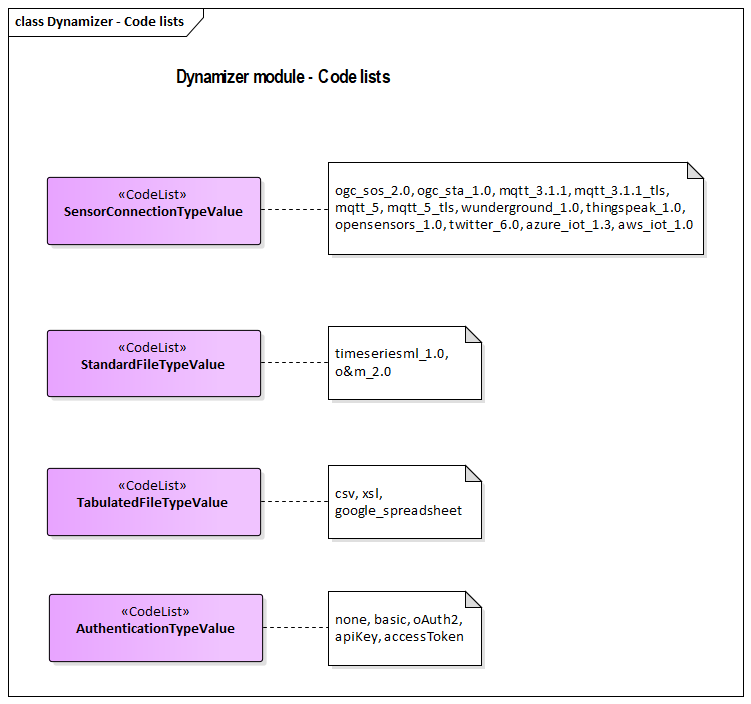 class Dynamizer - Code lists
Dynamizer module - Code lists
«CodeList»
SensorConnectionTypeValue
ogc_sos_2.0, ogc_sta_1.0, mqtt_3.1.1, mqtt_3.1.1_tls,
mqtt_5, mqtt_5_tls, wunderground_1.0, thingspeak_1.0,
opensensors_1.0, twitter_6.0, azure_iot_1.3, aws_iot_1.0
«CodeList»
StandardFileTypeValue
timeseriesml_1.0,
o&m_2.0
«CodeList»
TabulatedFileTypeValue
csv, xsl,
google_spreadsheet
«CodeList»
AuthenticationTypeValue
none, basic, oAuth2,
apiKey, accessToken